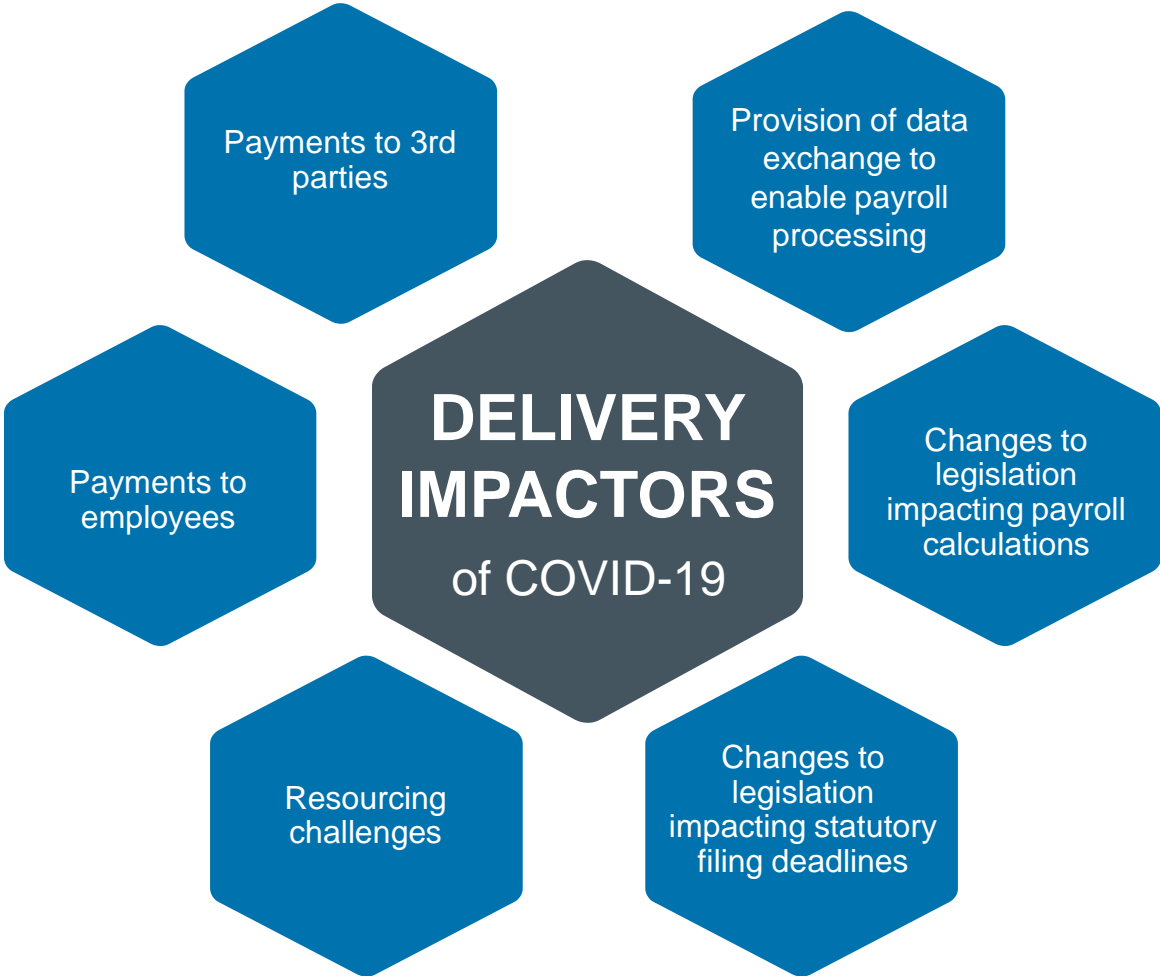 Payments to 3rd
parties
Provision of data
exchange to
enable payroll
processing
DELIVERY
IMPACTORS
of COVID-19
Payments to
employees
Changes to
legislation
impacting payroll
calculations
Resourcing
challenges
Changes to
legislation
impacting statutory
filing deadlines